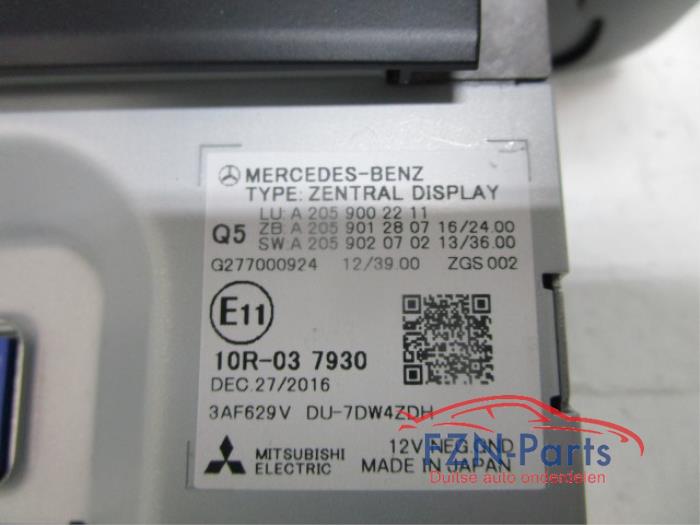 MERCEDES-BENZ
TYPE: ZENTRAL DISPLAY
LU: A 205 900 22 11
Q5 ZB: A 205 901 28 07 16/24.00
SW: A 205 902 07 02 13/36.00
G277000924 12/39.00 ZGS 002
E11
10R-03 7930
DEC.27/2016
3AF629V DU-7DW4ZDH
12V NEG.GND
MITSUBISHI
ELECTRIC
MADE IN JAPAN
FZN-Parts
Duitse auto onderdelen